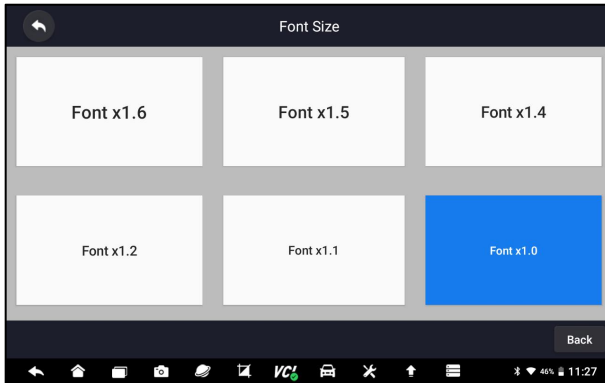 Font Size
Font x1.6
Font x1.5
Font x1.4
Font x1.2
Font x1.1
Font x1.0
Back
VCI
46%
11:27